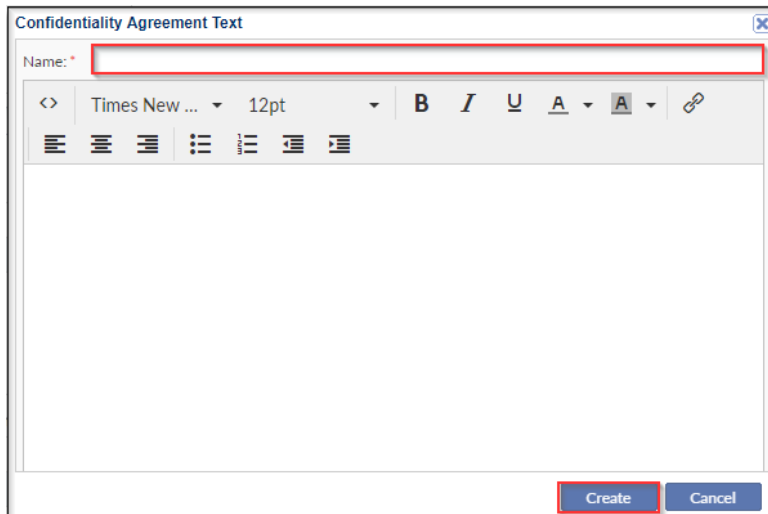 Confidentiality Agreement Text
Name: *
<> Times New ... 12pt B I U A A
Create Cancel